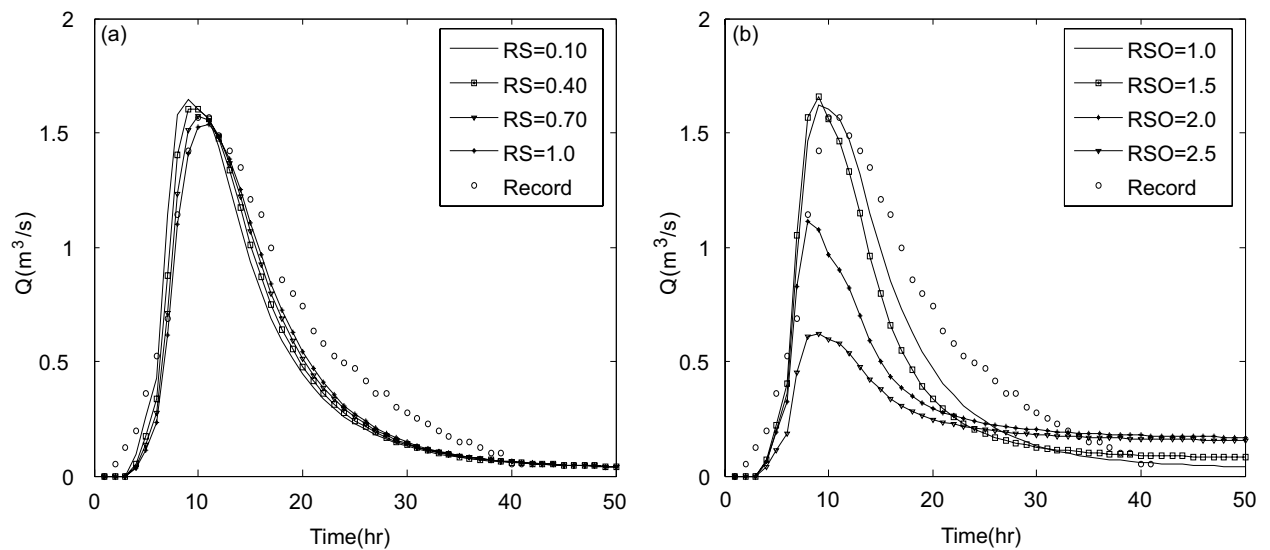 (a)
RS=0.10
RS=0.40
RS=0.70
RS=1.0
Record
2
1.5
1
0.5
0
Q(m³/s)
0 10 20 30 40 50
Time(hr)
(b)
RSO=1.0
RSO=1.5
RSO=2.0
RSO=2.5
Record
2
1.5
1
0.5
0
Q(m³/s)
0 10 20 30 40 50
Time(hr)